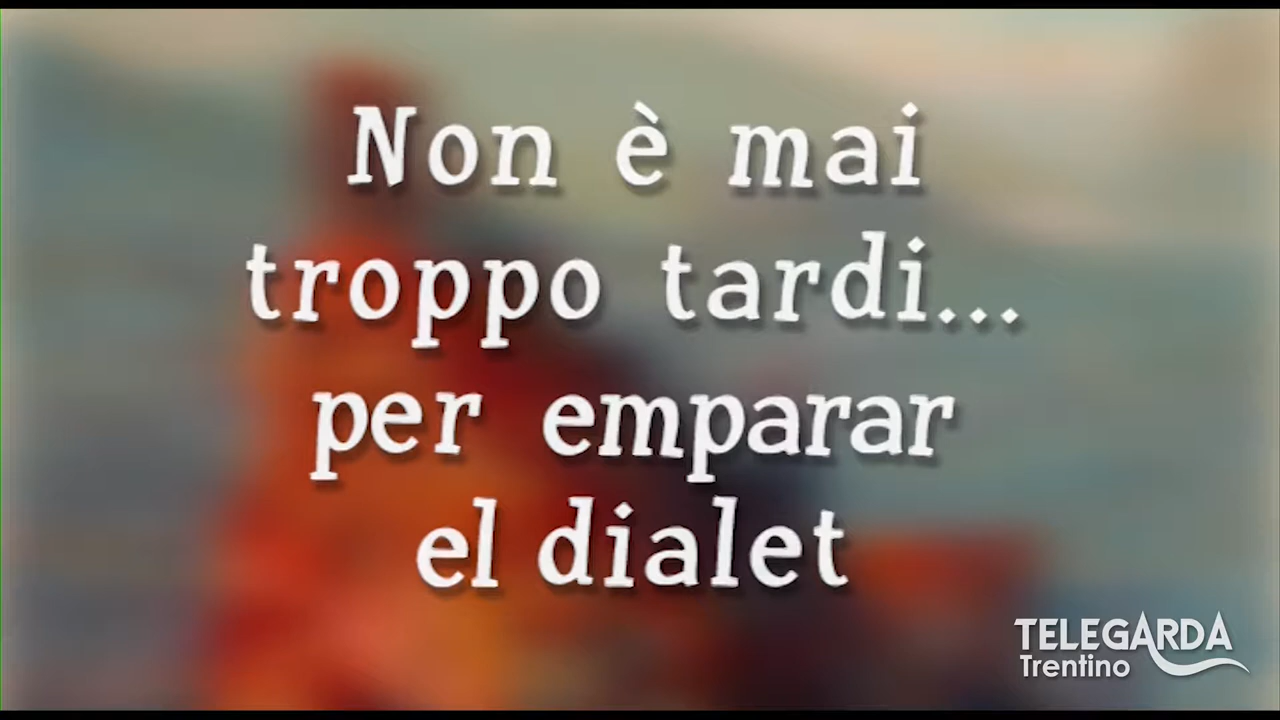 Non è mai
troppo tardi...
per emparar
el dialet
TELEGARDA
Trentino